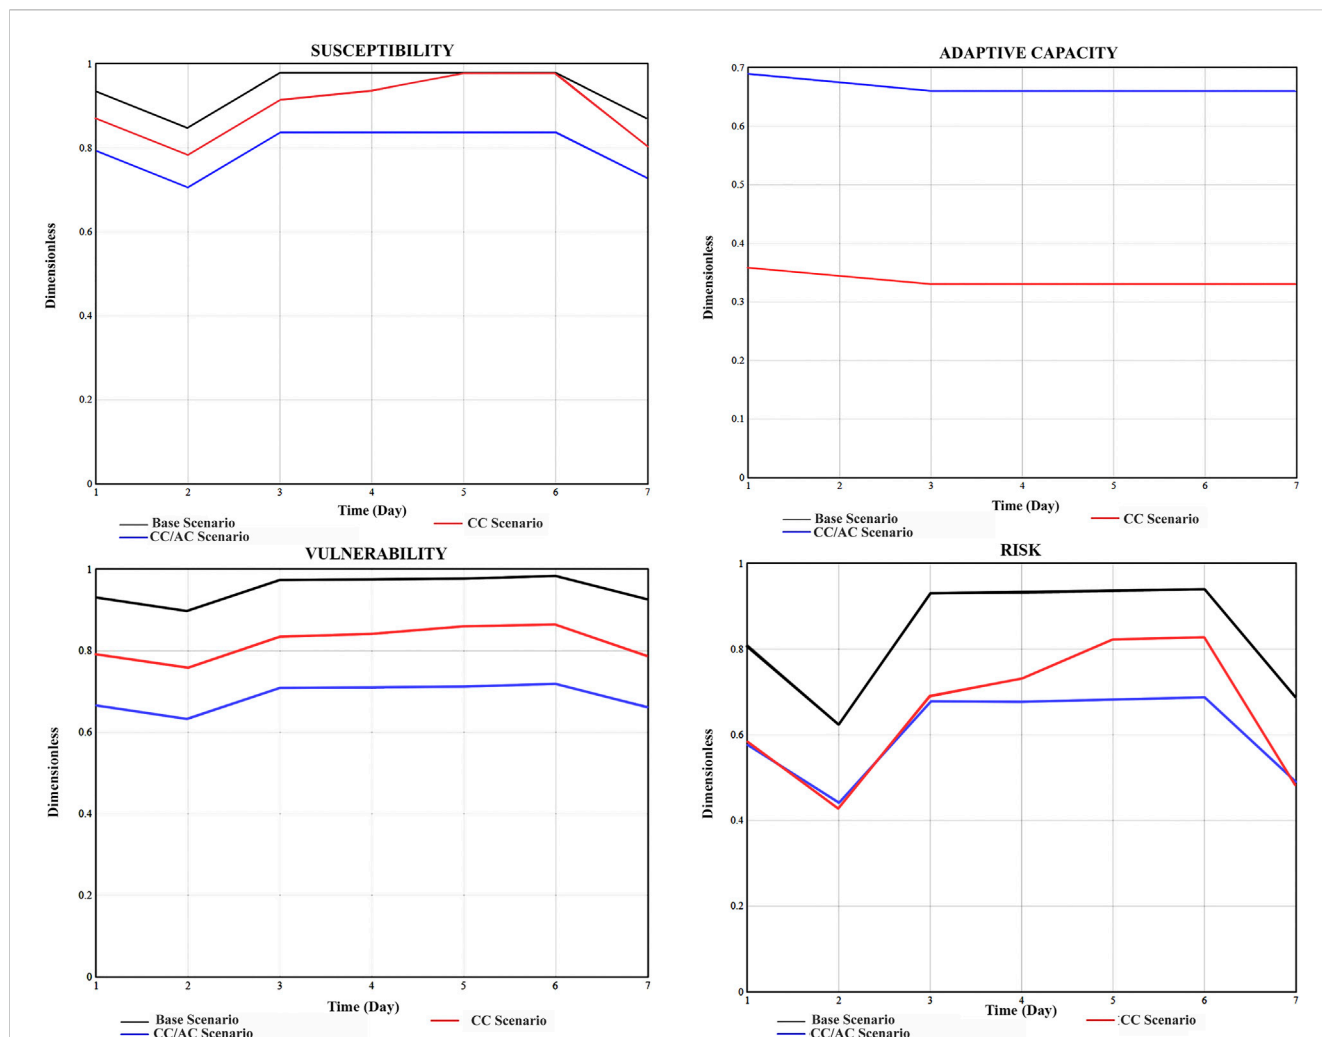 SUSCEPTIBILITY
1
0.8
0.6
0.4
0.2
0
Dimensionless
1 2 3 4 5 6 7
Time (Day)
Base Scenario CC Scenario
CC/AC Scenario
ADAPTIVE CAPACITY
0.7
0.6
0.5
0.4
0.3
0.2
0.1
0
Dimensionless
1 2 3 4 5 6 7
Time (Day)
Base Scenario CC Scenario
CC/AC Scenario
VULNERABILITY
1
0.8
0.6
0.4
0.2
0
Dimensionless
1 2 3 4 5 6 7
Time (Day)
Base Scenario CC Scenario
CC/AC Scenario
RISK
1
0.8
0.6
0.4
0.2
0
Dimensionless
1 2 3 4 5 6 7
Time (Day)
Base Scenario CC Scenario
CC/AC Scenario